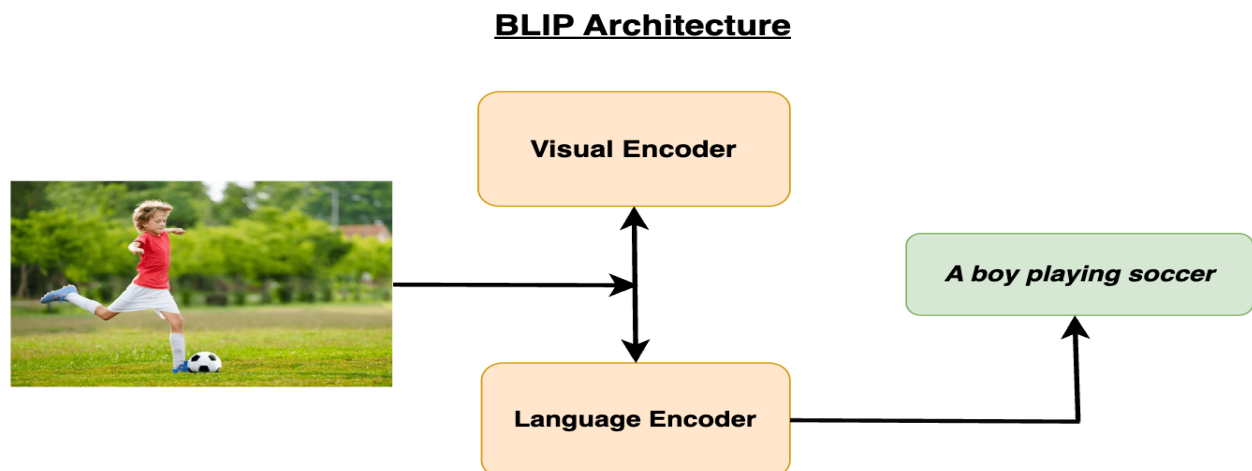 BLIP Architecture
Visual Encoder
A boy playing soccer
Language Encoder